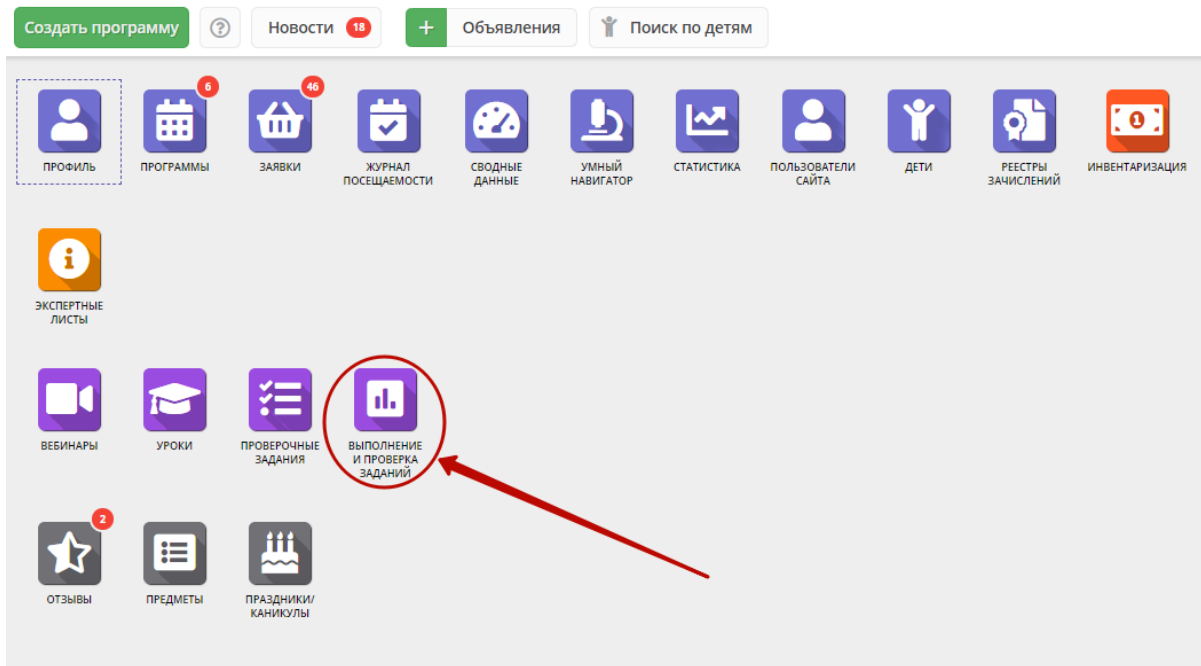 Создать программу
?
Новости 18
+ Объявления
Поиск по детям
6
46
ПРОФИЛЬ
ПРОГРАММЫ
ЗАЯВКИ
ЖУРНАЛ
ПОСЕЩАЕМОСТИ
СВОДНЫЕ
ДАННЫЕ
УМНЫЙ
НАВИГАТОР
СТАТИСТИКА
ПОЛЬЗОВАТЕЛИ
САЙТА
ДЕТИ
РЕЕСТРЫ
ЗАЧИСЛЕНИЙ
1
ИНВЕНТАРИЗАЦИЯ
i
ЭКСПЕРТНЫЕ
ЛИСТЫ
ВЕБИНАРЫ
УРОКИ
ПРОВЕРОЧНЫЕ
ЗАДАНИЯ
ВЫПОЛНЕНИЕ
И ПРОВЕРКА
ЗАДАНИЙ
2
ОТЗЫВЫ
ПРЕДМЕТЫ
ПРАЗДНИКИ/
КАНИКУЛЫ